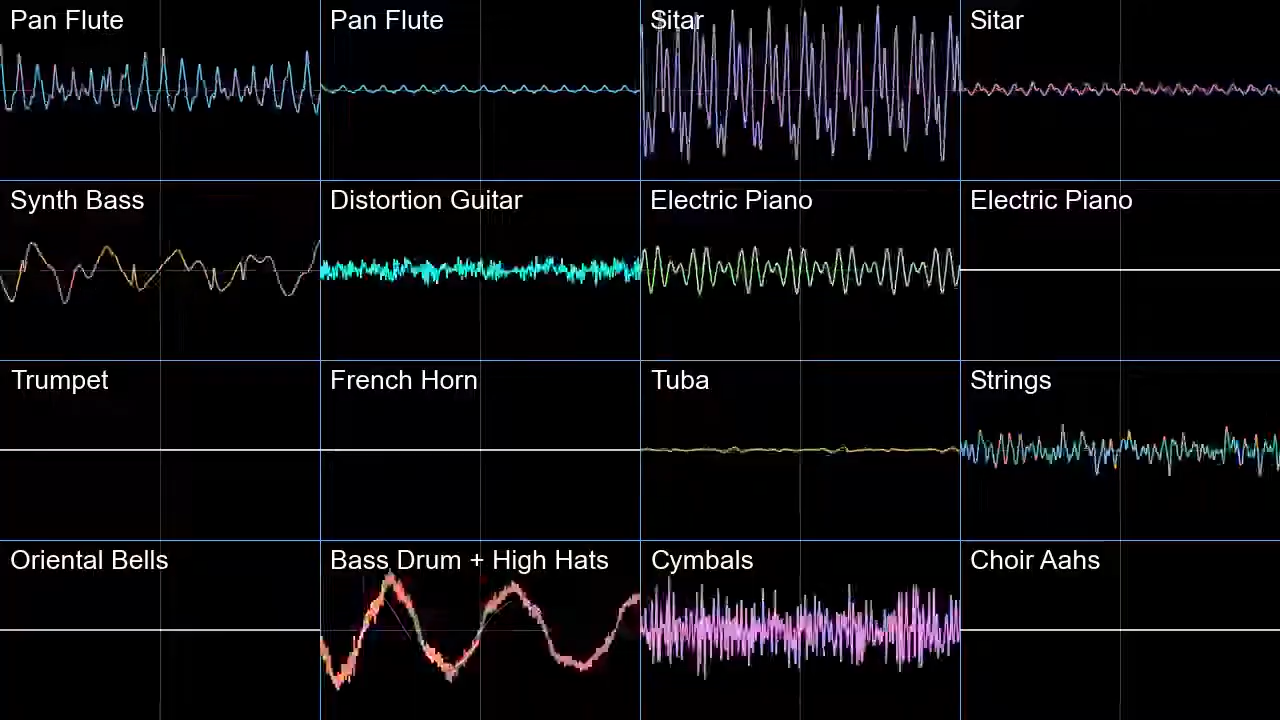 Pan Flute
Pan Flute
Sitar
Sitar
Synth Bass
Distortion Guitar
Electric Piano
Electric Piano
Trumpet
French Horn
Tuba
Strings
Oriental Bells
Bass Drum + High Hats
Cymbals
Choir Aahs